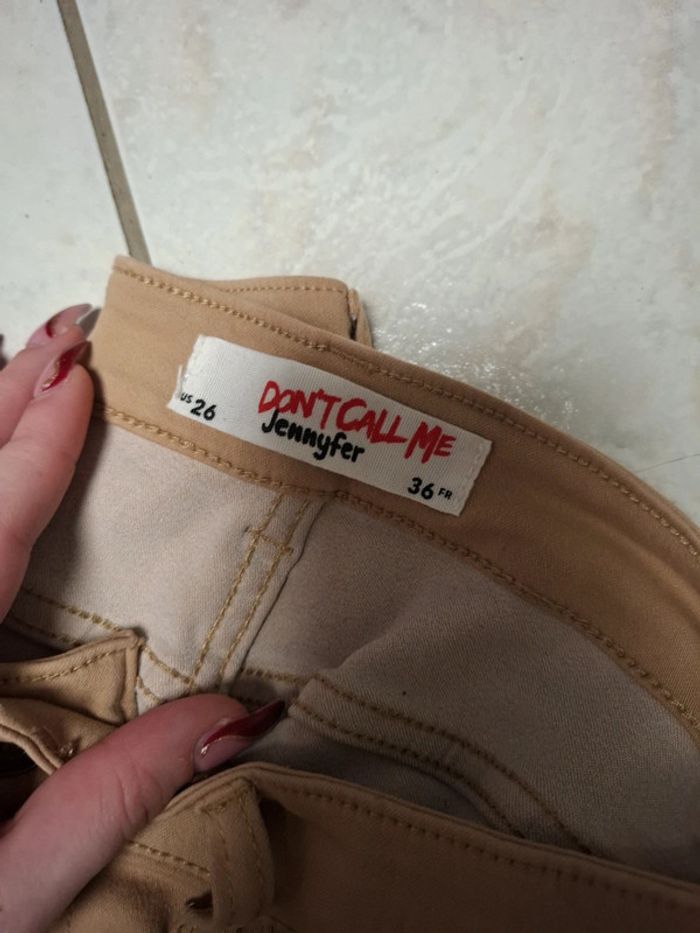 DON'T CALL ME
Jennyfer
US 26
36 FR